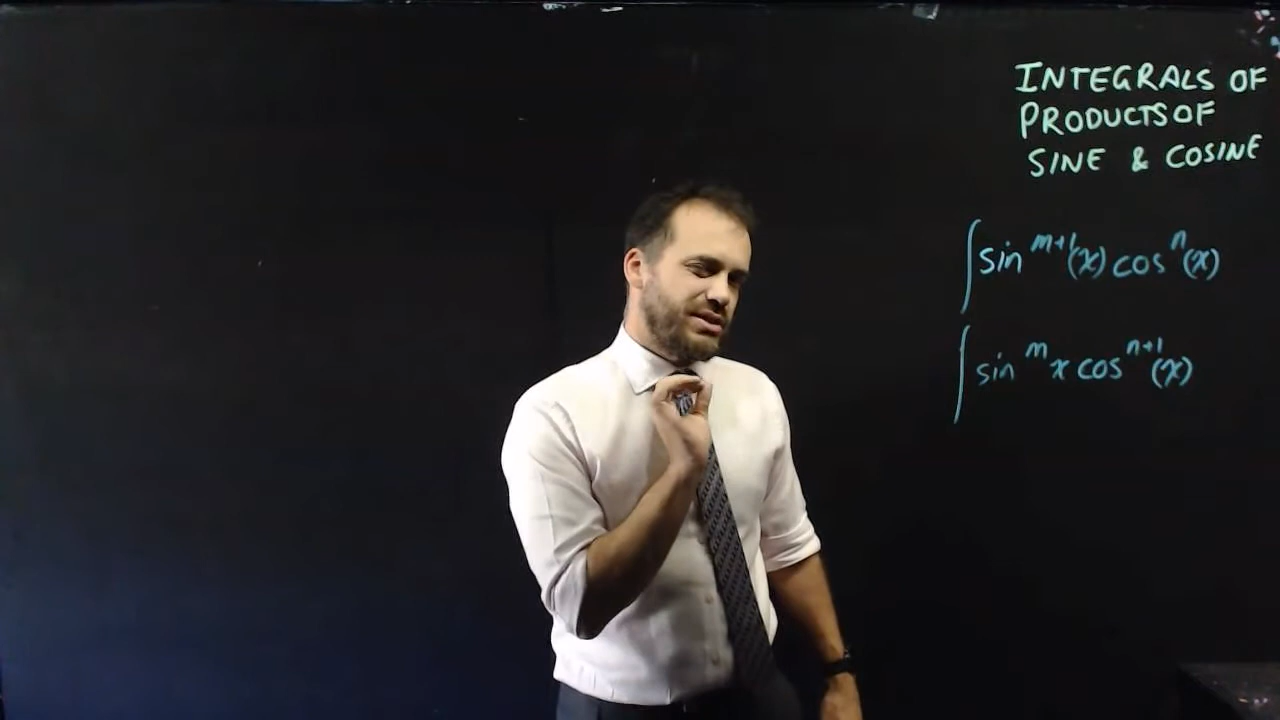 INTEGRALS OF
PRODUCTS OF
SINE & COSINE
∫ sin^{m+1}(x) cos^{n}(x)
∫ sin^{m} x cos^{n+1}(x)